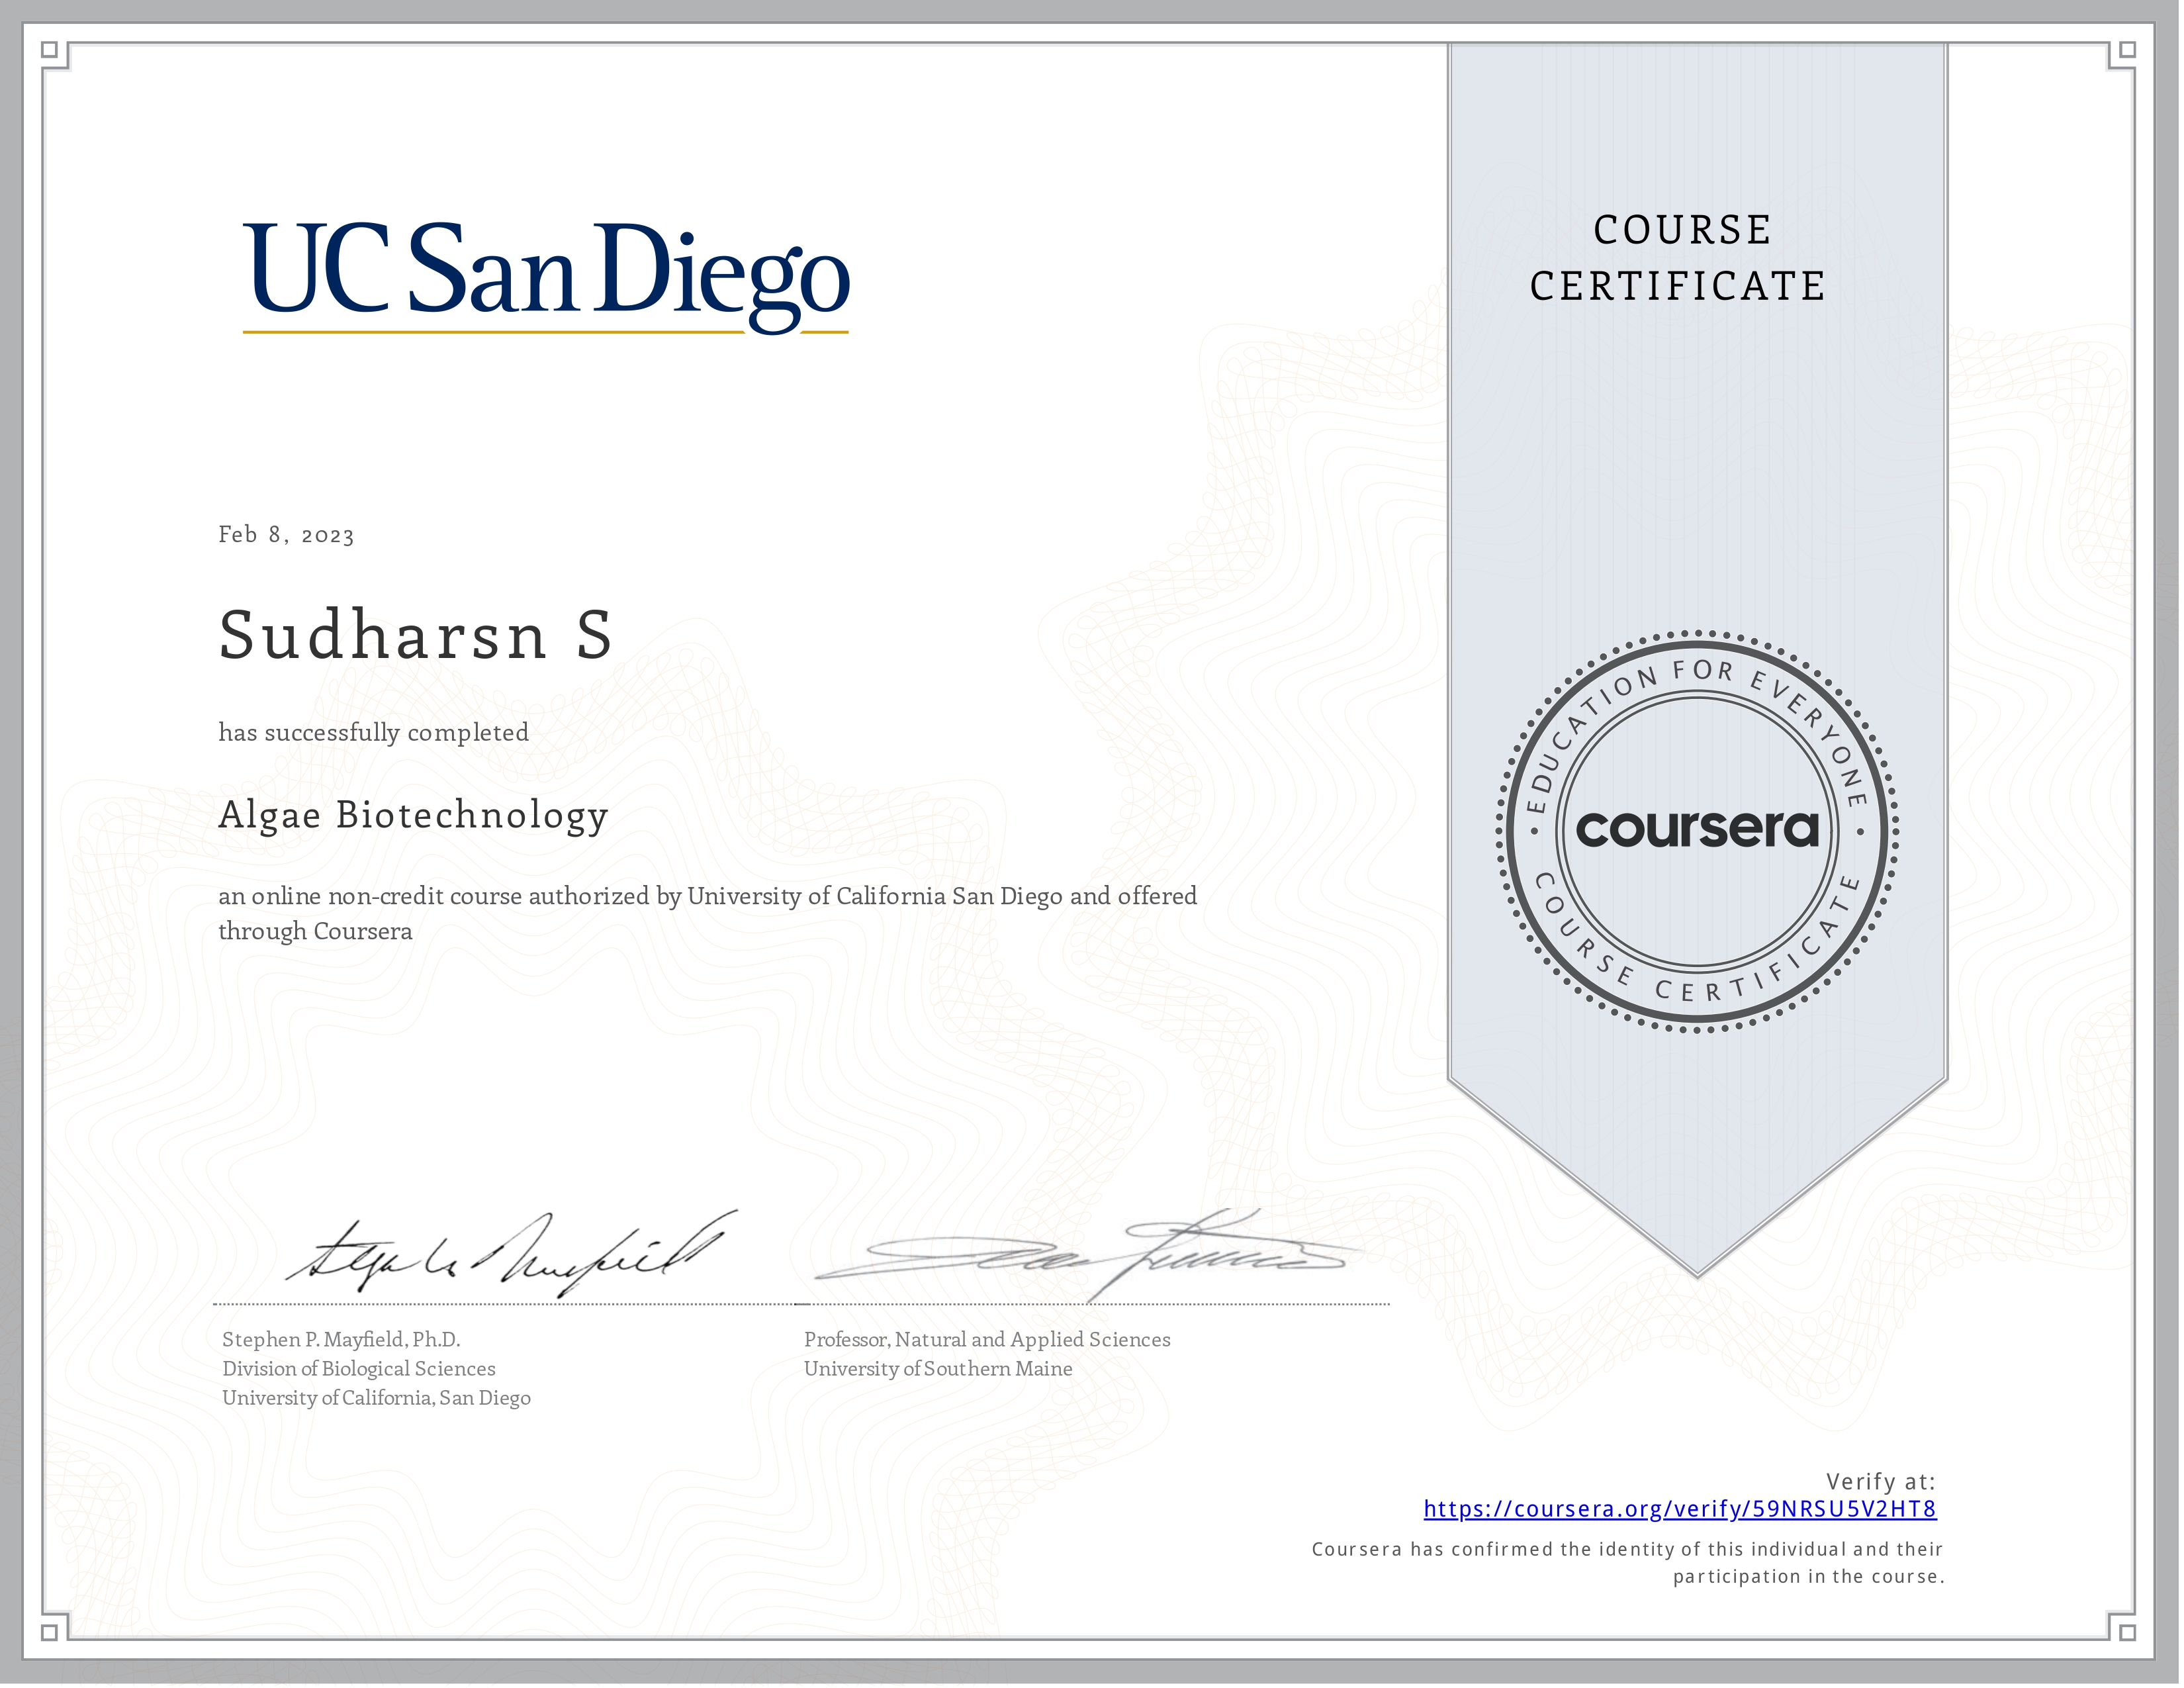 UC San Diego
COURSE
CERTIFICATE
Feb 8, 2023
Sudharsn S
has successfully completed
Algae Biotechnology
an online non-credit course authorized by University of California San Diego and offered
through Coursera
EDUCATION FOR EVERYONE
coursera
COURSE CERTIFICATE
Stephen P. Mayfield, Ph.D.
Division of Biological Sciences
University of California, San Diego
Professor, Natural and Applied Sciences
University of Southern Maine
Verify at:
https://coursera.org/verify/59NRSU5V2HT8
Coursera has confirmed the identity of this individual and their
participation in the course.